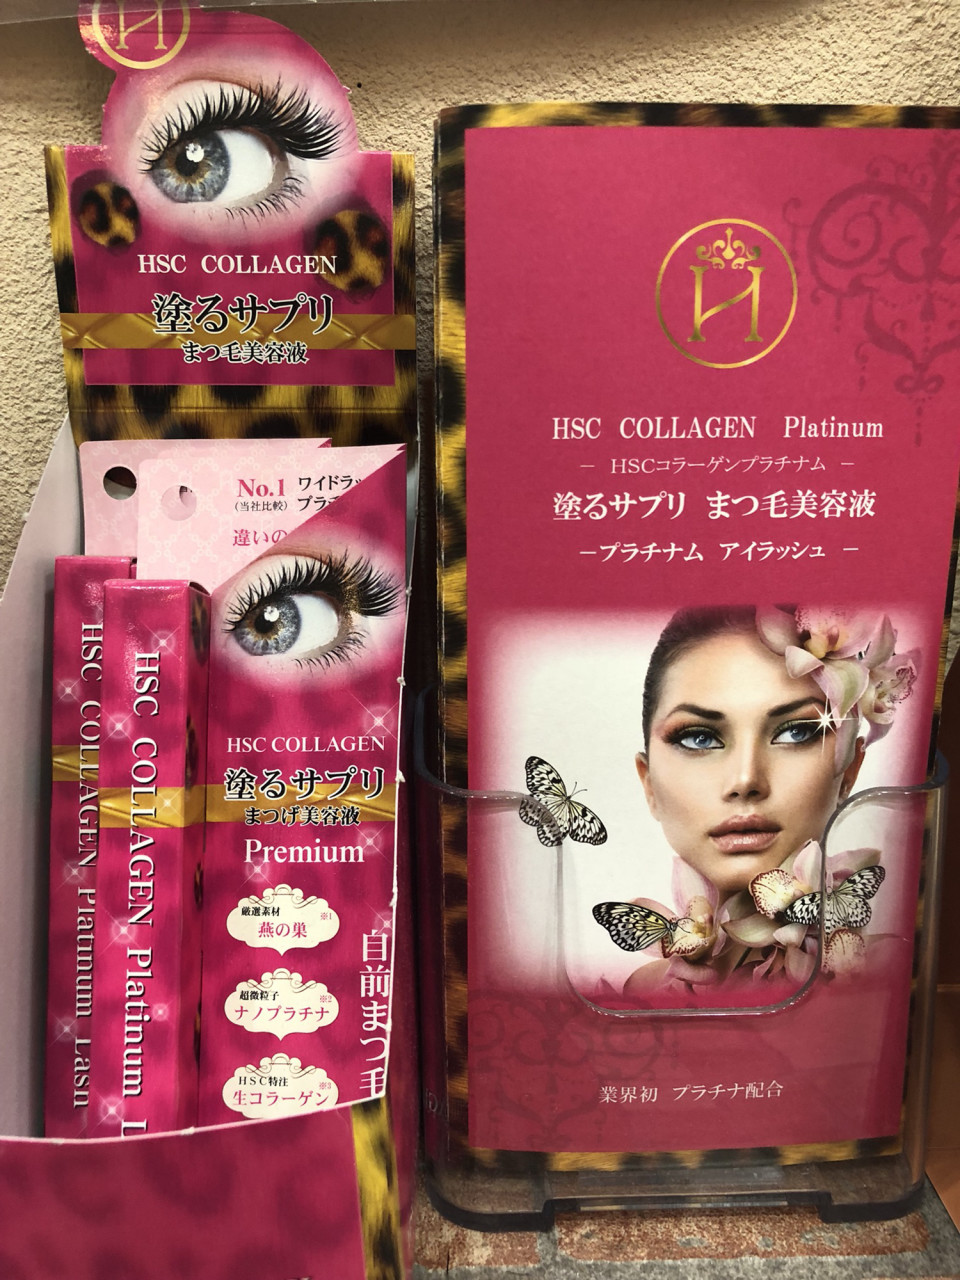 HSC COLLAGEN
塗るサプリ
まつ毛美容液
No.1
(当社比較)
ワイドラッ
プラチ
違いの
HSC COLLAGEN Platinum Lash
HSC COLLAGEN Platinum L
HSC COLLAGEN
塗るサプリ
まつげ美容液
Premium
厳選素材 ※1
燕の巣
超微粒子 ※2
ナノプラチナ
HSC特注 ※3
生コラーゲン
自前まつ毛
H
HSC COLLAGEN Platinum
− HSCコラーゲンプラチナム −
塗るサプリ まつ毛美容液
−プラチナム アイラッシュ −
業界初 プラチナ配合